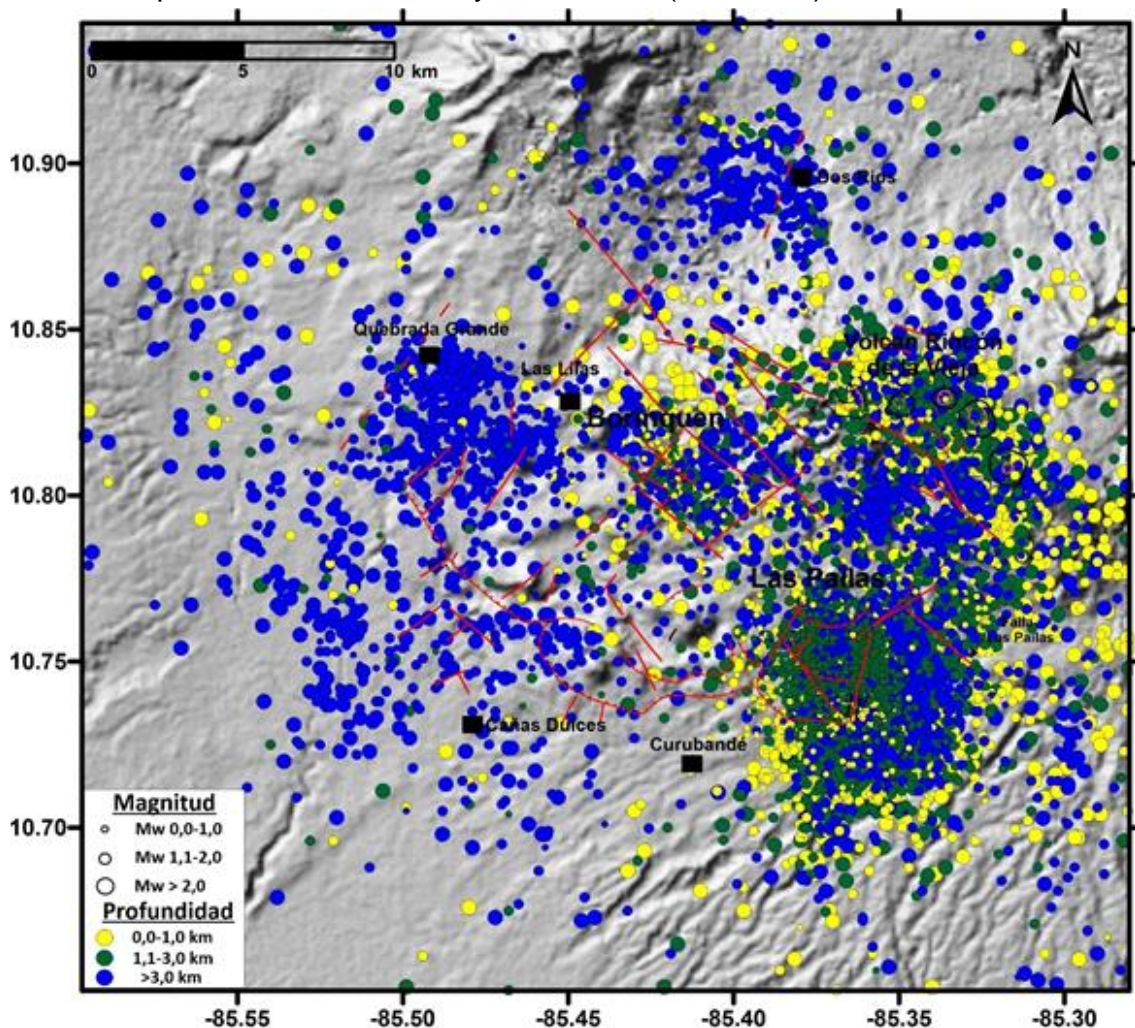 0 5 10 km
N
10.90
10.85
10.80
10.75
10.70
Dos Ríos
Quebrada Grande
Las Lilas
Borinquen
Volcán Rincón
de la Vieja
Las Pailas
Falla
Las Pailas
Cañas Dulces
Curubandé
Magnitud
Mw 0,0-1,0
Mw 1,1-2,0
Mw > 2,0
Profundidad
0,0-1,0 km
1,1-3,0 km
>3,0 km
-85.55 -85.50 -85.45 -85.40 -85.35 -85.30